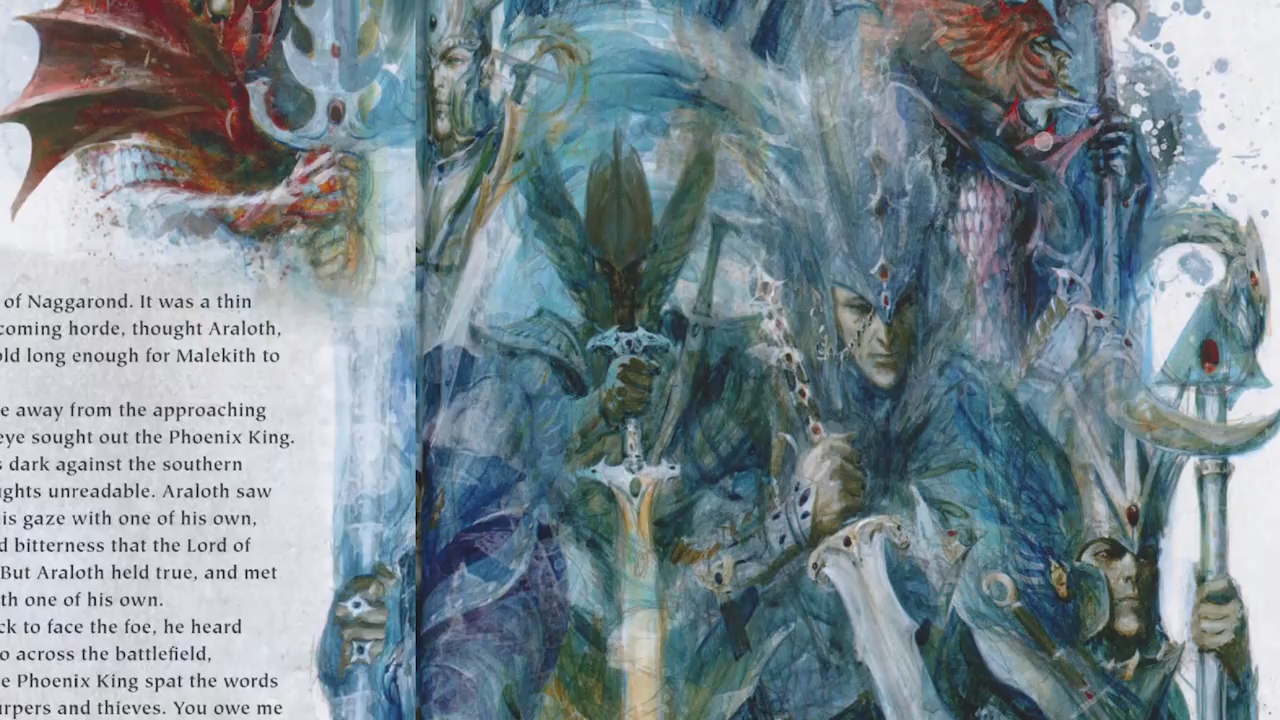 of Naggarond. It was a thin
coming horde, thought Araloth,
old long enough for Malekith to
e away from the approaching
eye sought out the Phoenix King.
s dark against the southern
ights unreadable. Araloth saw
is gaze with one of his own,
d bitterness that the Lord of
But Araloth held true, and met
th one of his own.
ck to face the foe, he heard
o across the battlefield,
e Phoenix King spat the words
urpers and thieves. You owe me